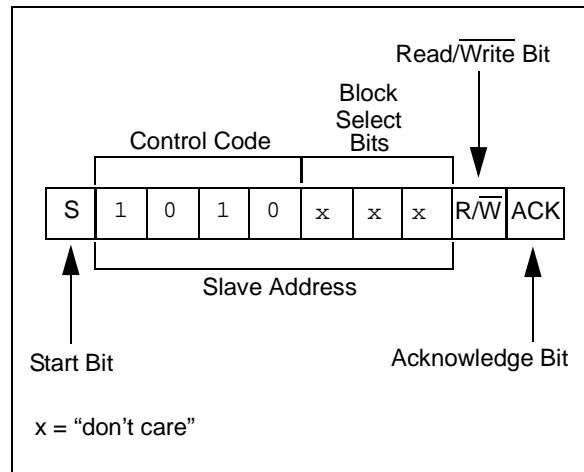 Read/Write Bit
Block
Select
Bits
Control Code
S 1 0 1 0 x x x R/W ACK
Slave Address
Start Bit
Acknowledge Bit
x = “don’t care”